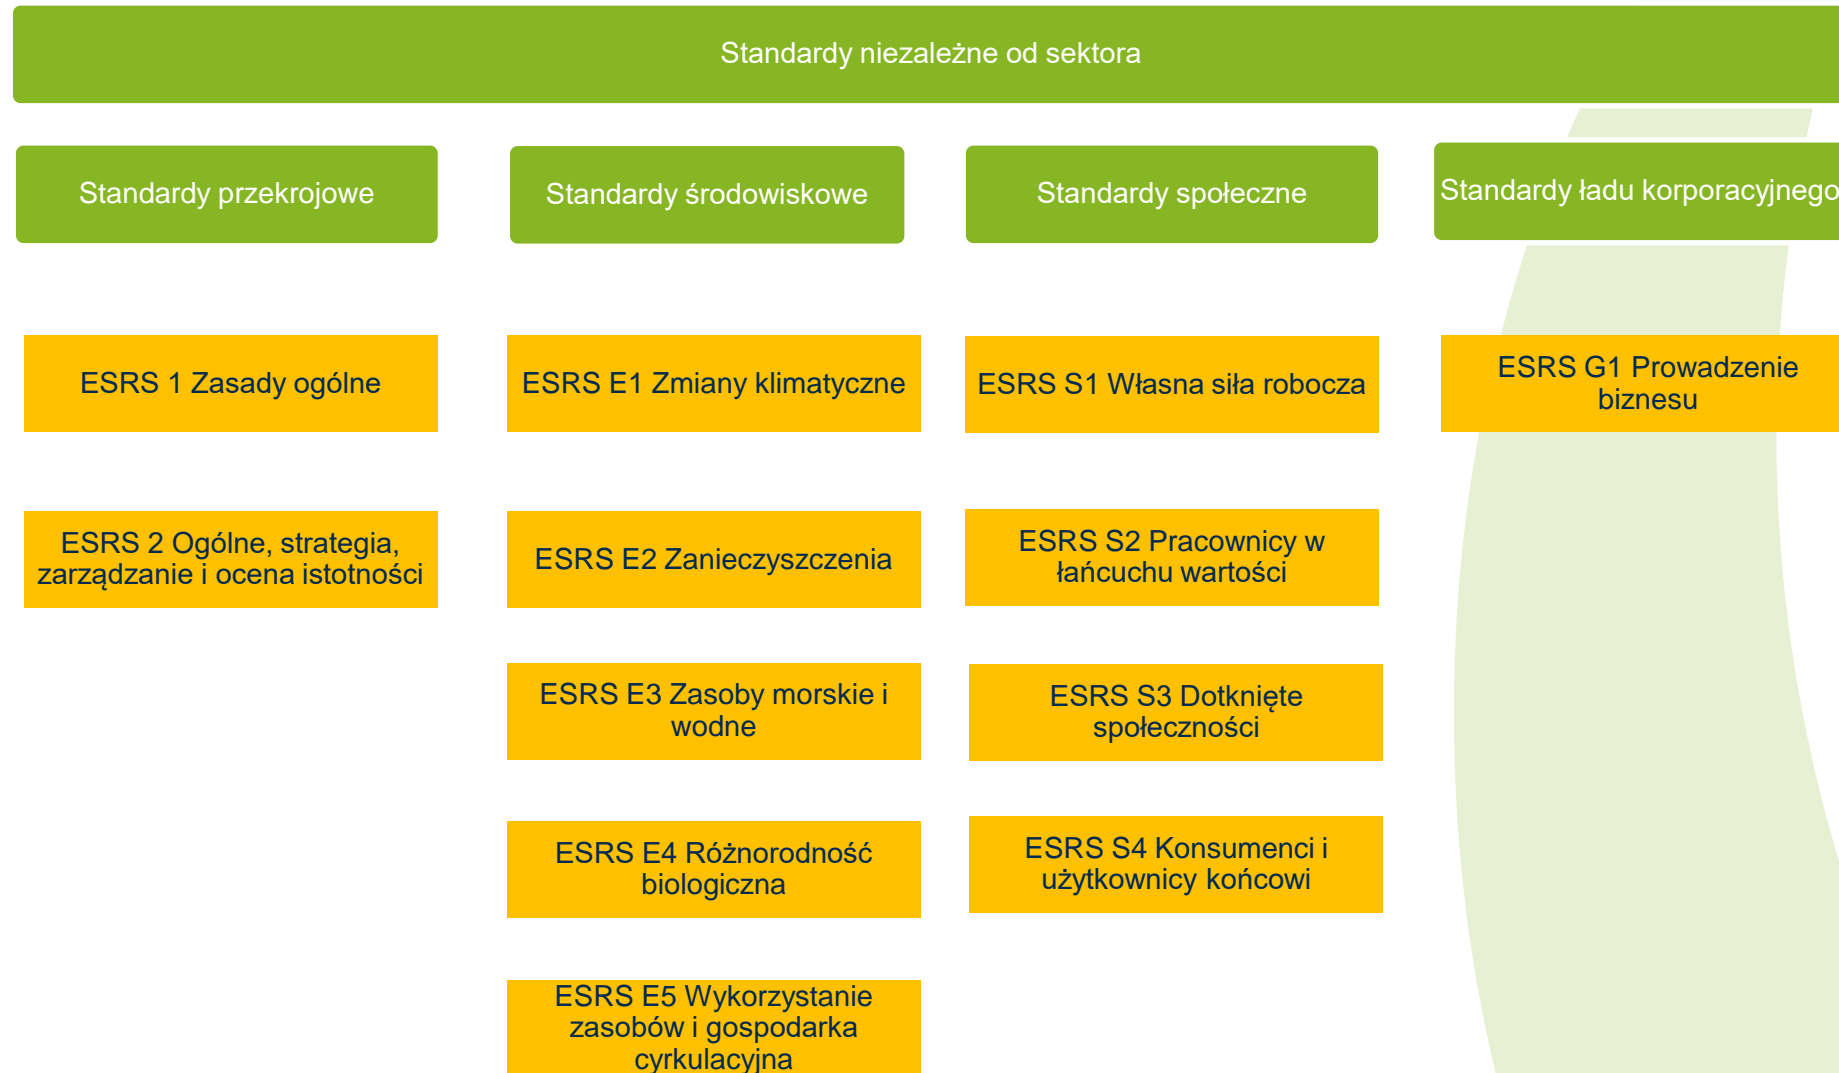 Standardy niezależne od sektora
Standardy przekrojowe
Standardy środowiskowe
Standardy społeczne
Standardy ładu korporacyjnego
ESRS 1 Zasady ogólne
ESRS 2 Ogólne, strategia,
zarządzanie i ocena istotności
ESRS E1 Zmiany klimatyczne
ESRS E2 Zanieczyszczenia
ESRS E3 Zasoby morskie i
wodne
ESRS E4 Różnorodność
biologiczna
ESRS E5 Wykorzystanie
zasobów i gospodarka
cyrkulacyjna
ESRS S1 Własna siła robocza
ESRS S2 Pracownicy w
łańcuchu wartości
ESRS S3 Dotknięte
społeczności
ESRS S4 Konsumenci i
użytkownicy końcowi
ESRS G1 Prowadzenie
biznesu